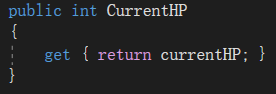 public int CurrentHP
{
    get { return currentHP; }
}